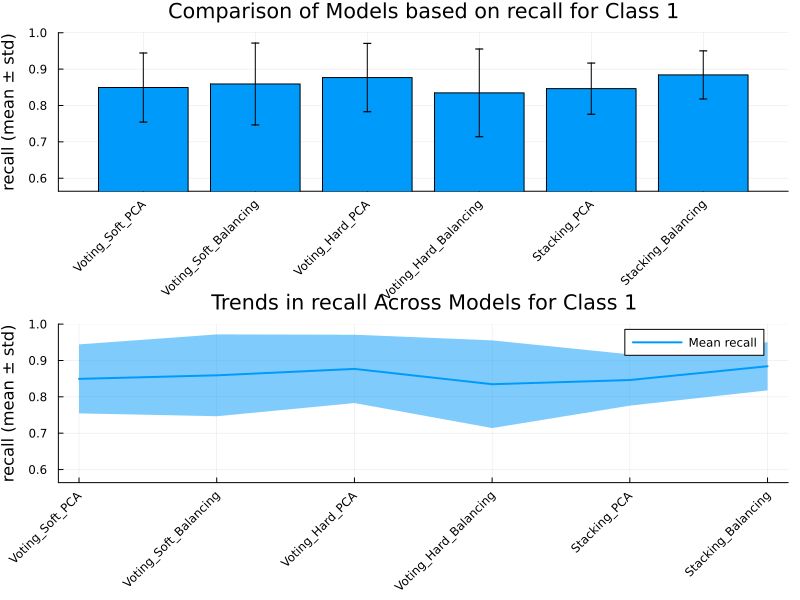 Comparison of Models based on recall for Class 1
recall (mean ± std)
1.0
0.9
0.8
0.7
0.6
Voting_Soft_PCA
Voting_Soft_Balancing
Voting_Hard_PCA
Voting_Hard_Balancing
Stacking_PCA
Stacking_Balancing
Trends in recall Across Models for Class 1
recall (mean ± std)
1.0
0.9
0.8
0.7
0.6
Mean recall
Voting_Soft_PCA
Voting_Soft_Balancing
Voting_Hard_PCA
Voting_Hard_Balancing
Stacking_PCA
Stacking_Balancing